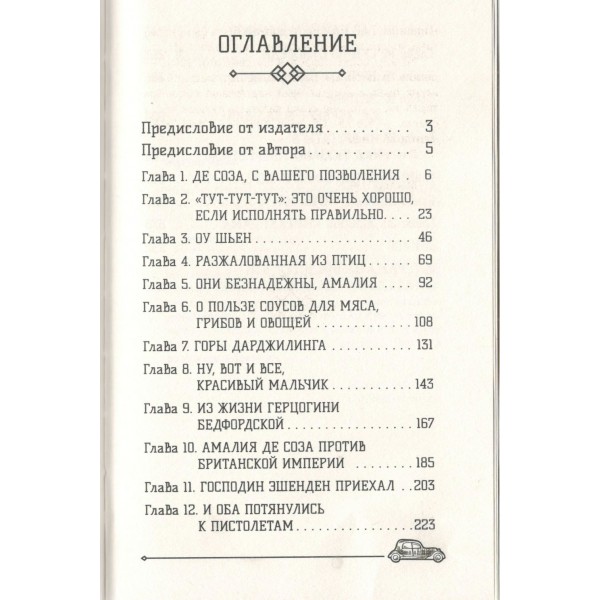 ОГЛАВЛЕНИЕ
Предисловие от издателя.......... 3
Предисловие от автора............ 5
Глава 1. ДЕ СОЗА, С ВАШЕГО ПОЗВОЛЕНИЯ . 6
Глава 2. «ТУТ-ТУТ-ТУТ»: ЭТО ОЧЕНЬ ХОРОШО,
ЕСЛИ ИСПОЛНЯТЬ ПРАВИЛЬНО.... 23
Глава 3. ОУ ШЬЕН.................. 46
Глава 4. РАЗЖАЛОВАННАЯ ИЗ ПТИЦ..... 69
Глава 5. ОНИ БЕЗНАДЕЖНЫ, АМАЛИЯ .... 92
Глава 6. О ПОЛЬЗЕ СОУСОВ ДЛЯ МЯСА,
ГРИБОВ И ОВОЩЕЙ ...........108
Глава 7. ГОРЫ ДАРДЖИЛИНГА..........131
Глава 8. НУ, ВОТ И ВСЕ,
КРАСИВЫЙ МАЛЬЧИК..........143
Глава 9. ИЗ ЖИЗНИ ГЕРЦОГИНИ
БЕДФОРДСКОЙ...............167
Глава 10. АМАЛИЯ ДЕ СОЗА ПРОТИВ
БРИТАНСКОЙ ИМПЕРИИ .......185
Глава 11. ГОСПОДИН ЭШЕНДЕН ПРИЕХАЛ ..203
Глава 12. И ОБА ПОТЯНУЛИСЬ
К ПИСТОЛЕТАМ..............223